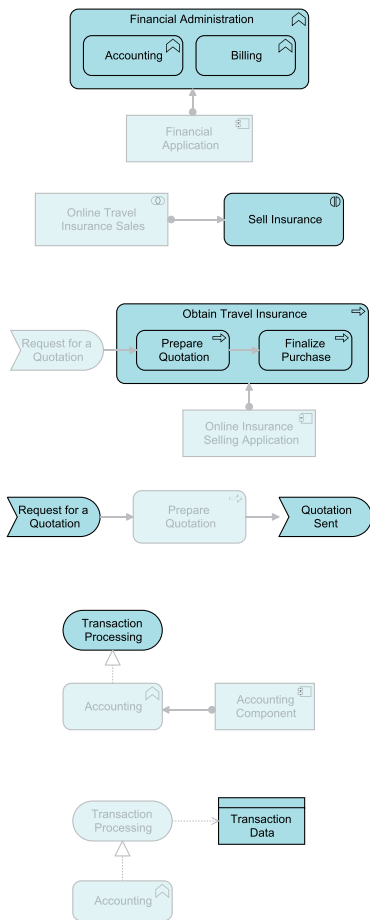 Financial Administration
Accounting
Billing
Financial
Application
Online Travel
Insurance Sales
Sell Insurance
Obtain Travel Insurance
Request for a
Quotation
Prepare
Quotation
Finalize
Purchase
Online Insurance
Selling Application
Request for a
Quotation
Prepare
Quotation
Quotation
Sent
Transaction
Processing
Accounting
Accounting
Component
Transaction
Processing
Transaction
Data
Accounting